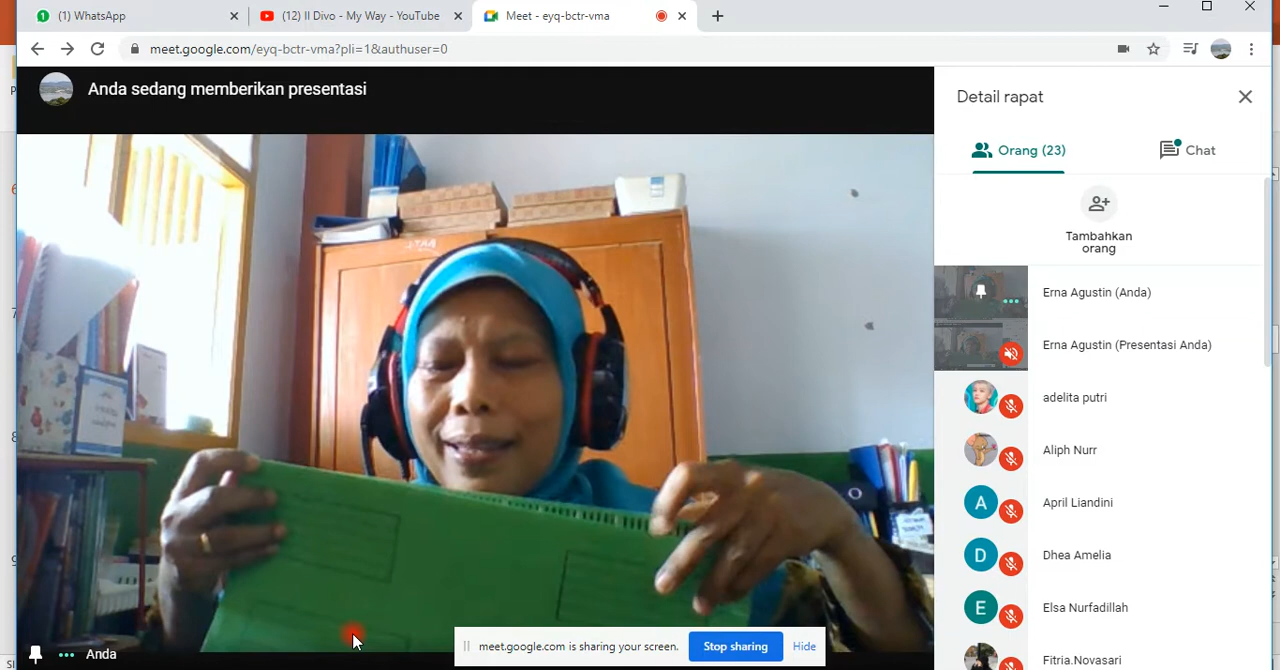 (1) WhatsApp
(12) Il Divo - My Way - YouTube
Meet - eyq-bctr-vma
meet.google.com/eyq-bctr-vma?pli=1&authuser=0
Anda sedang memberikan presentasi
Detail rapat
Orang (23)
Chat
Tambahkan
orang
Erna Agustin (Anda)
Erna Agustin (Presentasi Anda)
adelita putri
Aliph Nurr
A April Liandini
D Dhea Amelia
E Elsa Nurfadillah
Fitria.Novasari
meet.google.com is sharing your screen.
Stop sharing
Hide
Anda